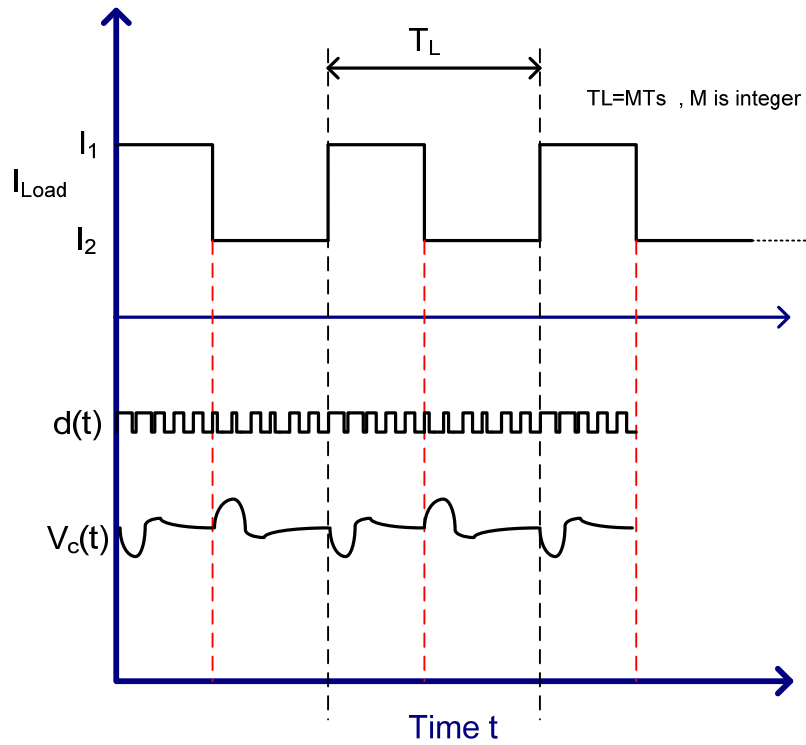 TL
TL=MTs , M is integer
I1
ILoad
I2
d(t)
Vc(t)
Time t